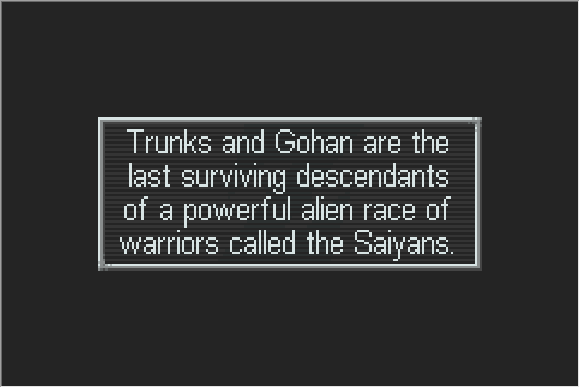 Trunks and Gohan are the
last surviving descendants
of a powerful alien race of
warriors called the Saiyans.